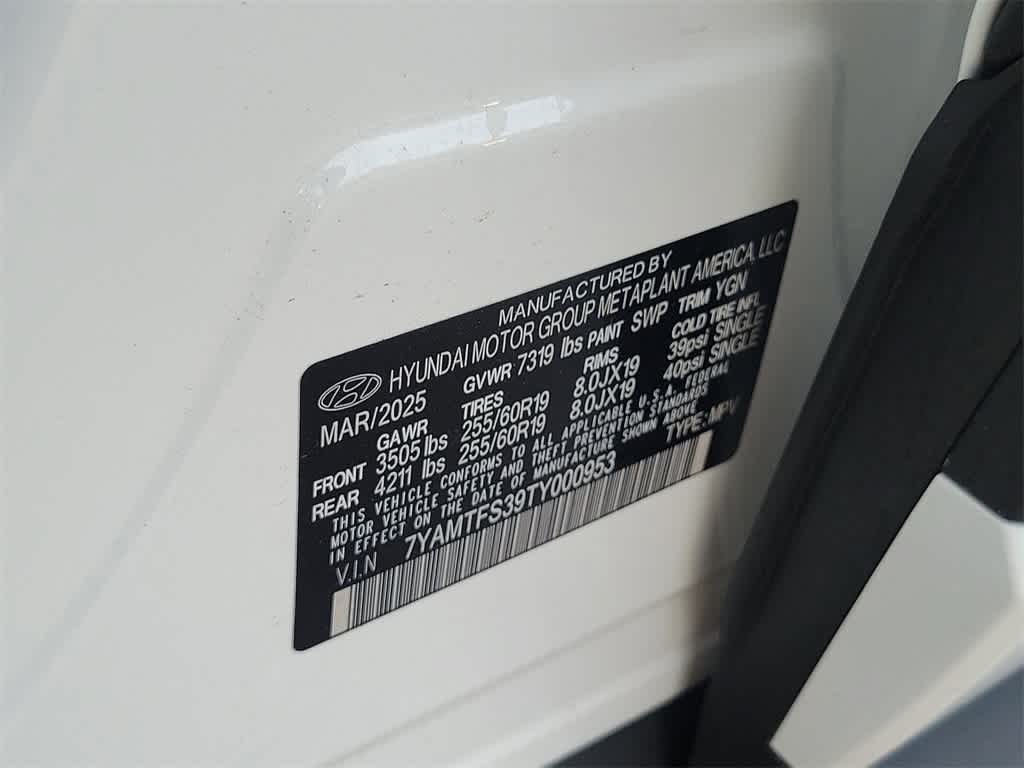 MANUFACTURED BY
HYUNDAI MOTOR GROUP METAPLANT AMERICA, LLC
MAR/2025 GVWR 7319 lbs PAINT SWP TRIM YGN
GAWR TIRES RIMS COLD TIRE INFL
FRONT 3505 lbs 255/60R19 8.0JX19 39psi SINGLE
REAR 4211 lbs 255/60R19 8.0JX19 40psi SINGLE
THIS VEHICLE CONFORMS TO ALL APPLICABLE U.S.A. FEDERAL
MOTOR VEHICLE SAFETY AND THEFT PREVENTION STANDARDS
IN EFFECT ON THE DATE OF MANUFACTURE SHOWN ABOVE
V.I.N 7YAMTFS39TY000953 TYPE: MPV